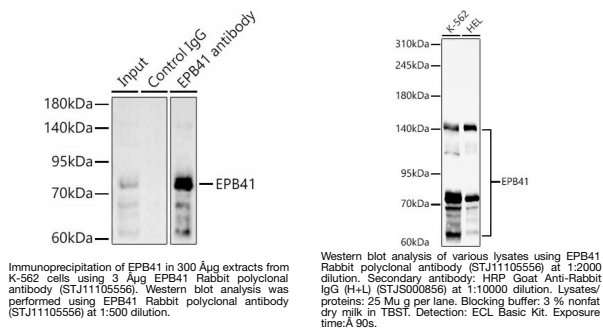 Input
Control IgG
EPB41 antibody
180kDa
140kDa
95kDa
70kDa
60kDa
EPB41
Immunoprecipitation of EPB41 in 300 Âµg extracts from
K-562 cells using 3 Âµg EPB41 Rabbit polyclonal
antibody (STJ11105556). Western blot analysis was
performed using EPB41 Rabbit polyclonal antibody
(STJ11105556) at 1:500 dilution.
K-562
HEL
310kDa
245kDa
180kDa
140kDa
95kDa
70kDa
60kDa
EPB41
Western blot analysis of various lysates using EPB41
Rabbit polyclonal antibody (STJ11105556) at 1:2000
dilution. Secondary antibody: HRP Goat Anti-Rabbit
IgG (H+L) (STJS000856) at 1:10000 dilution. Lysates/
proteins: 25 Mu g per lane. Blocking buffer: 3 % nonfat
dry milk in TBST. Detection: ECL Basic Kit. Exposure
time:Â 90s.